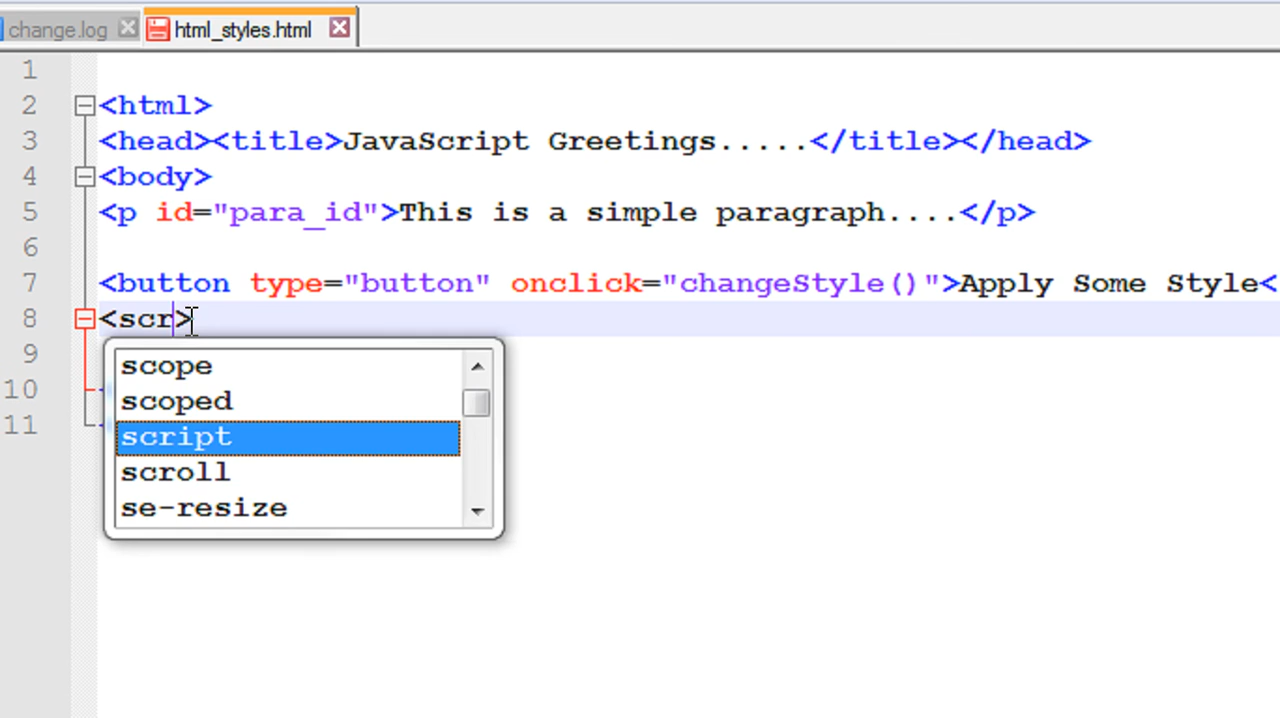 change.log html_styles.html
1
2 <html>
3 <head><title>JavaScript Greetings.....</title></head>
4 <body>
5 <p id="para_id">This is a simple paragraph....</p>
6
7 <button type="button" onclick="changeStyle()">Apply Some Style<
8 <scr>
9
10
11
scope
scoped
script
scroll
se-resize